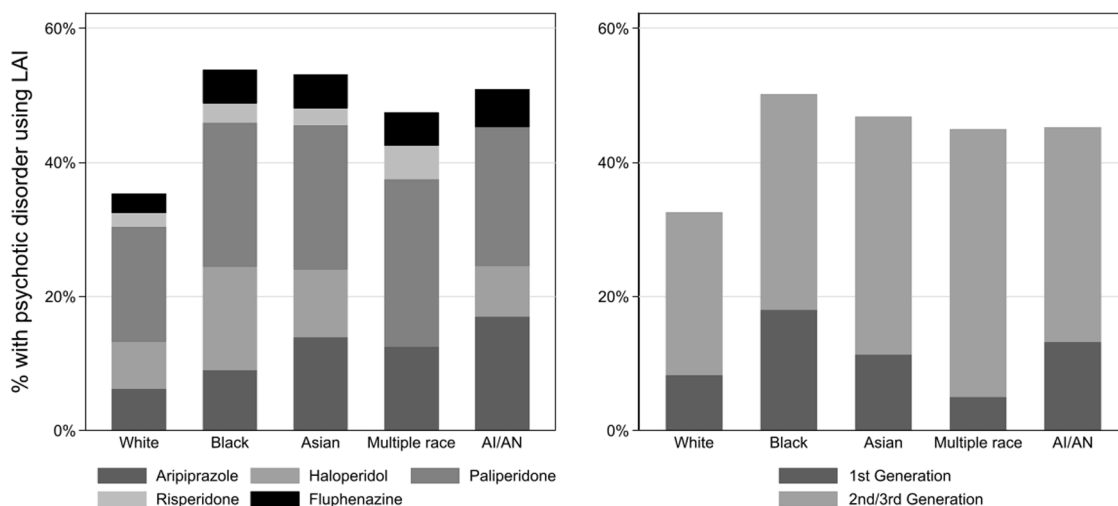 % with psychotic disorder using LAI
60%
40%
20%
0%
White Black Asian Multiple race AI/AN
Aripiprazole Haloperidol Paliperidone
Risperidone Fluphenazine
60%
40%
20%
0%
White Black Asian Multiple race AI/AN
1st Generation
2nd/3rd Generation